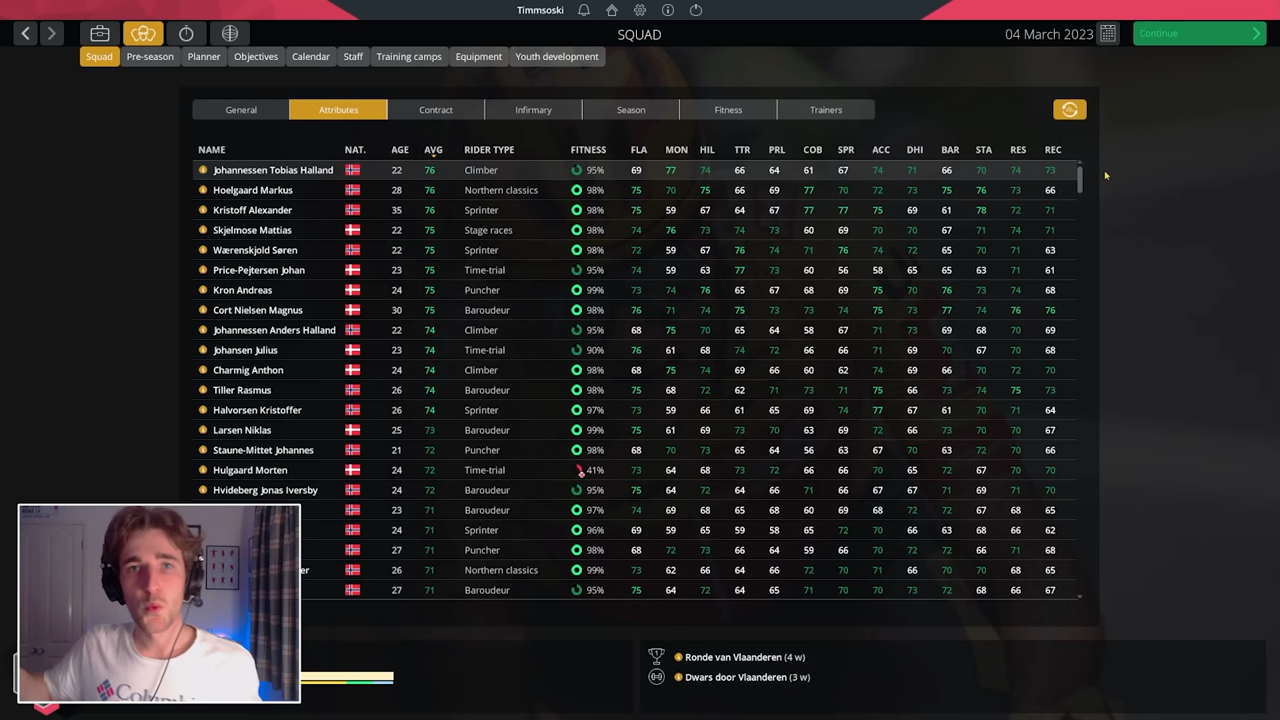 Timmsoski
SQUAD
04 March 2023
Continue
Squad Pre-season Planner Objectives Calendar Staff Training camps Equipment Youth development
General Attributes Contract Infirmary Season Fitness Trainers
NAME NAT. AGE AVG RIDER TYPE FITNESS FLA MON HIL TTR PRL COB SPR ACC DHI BAR STA RES REC
Johannessen Tobias Halland 22 76 Climber 95% 69 77 74 66 64 61 67 74 71 66 70 74 73
Hoelgaard Markus 28 76 Northern classics 98% 75 70 75 66 69 77 70 72 73 75 76 73 66
Kristoff Alexander 35 76 Sprinter 98% 75 59 67 64 67 77 77 75 69 61 78 72 71
Skjelmose Mattias 22 75 Stage races 98% 74 76 73 74 73 60 69 70 70 67 71 74 71
Wærenskjold Søren 22 75 Sprinter 98% 72 59 67 76 74 71 76 74 72 65 70 71 63
Price-Pejtersen Johan 23 75 Time-trial 95% 74 59 63 77 73 60 56 58 65 65 63 71 61
Kron Andreas 24 75 Puncher 99% 73 74 76 65 67 68 69 75 70 76 73 74 68
Cort Nielsen Magnus 30 75 Baroudeur 98% 76 71 74 75 73 73 75 71 73 77 74 76 76
Johannessen Anders Halland 22 74 Climber 95% 68 75 70 65 64 58 67 71 73 69 68 70 69
Johansen Julius 23 74 Time-trial 90% 76 61 68 74 72 66 66 71 69 70 67 70 68
Charmig Anthon 24 74 Climber 98% 68 75 74 69 66 60 62 74 69 66 70 72 70
Tiller Rasmus 26 74 Baroudeur 98% 75 68 72 62 71 73 71 75 66 73 74 75 73
Halvorsen Kristoffer 26 74 Sprinter 97% 73 59 66 61 65 69 74 77 67 61 70 71 64
Larsen Niklas 25 73 Baroudeur 99% 75 61 69 73 70 63 69 72 66 73 70 70 67
Staune-Mittet Johannes 21 72 Puncher 98% 68 70 73 65 64 56 63 73 70 72 70 70 66
Hulgaard Morten 24 72 Time-trial 41% 73 64 68 73 72 66 66 70 65 72 67 70 70
Hvideberg Jonas Iversby 24 72 Baroudeur 95% 75 64 72 64 66 71 66 67 67 71 69 71 70
23 71 Baroudeur 97% 74 69 68 65 68 60 69 68 72 72 67 68 65
24 71 Sprinter 96% 69 59 65 59 58 65 72 70 66 63 68 66 66
27 71 Puncher 98% 68 72 73 66 64 59 66 70 72 72 66 71 68
er 26 71 Northern classics 99% 73 62 66 64 66 72 70 71 66 70 70 68 65
27 71 Baroudeur 95% 75 64 72 64 65 71 70 70 73 72 68 66 67
Ronde van Vlaanderen (4 w)
Dwars door Vlaanderen (3 w)